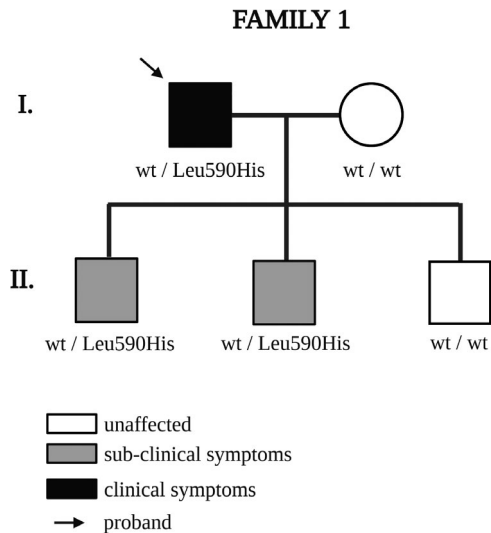 FAMILY 1
I.
wt / Leu590His wt / wt
II.
wt / Leu590His wt / Leu590His wt / wt
unaffected
sub-clinical symptoms
clinical symptoms
proband